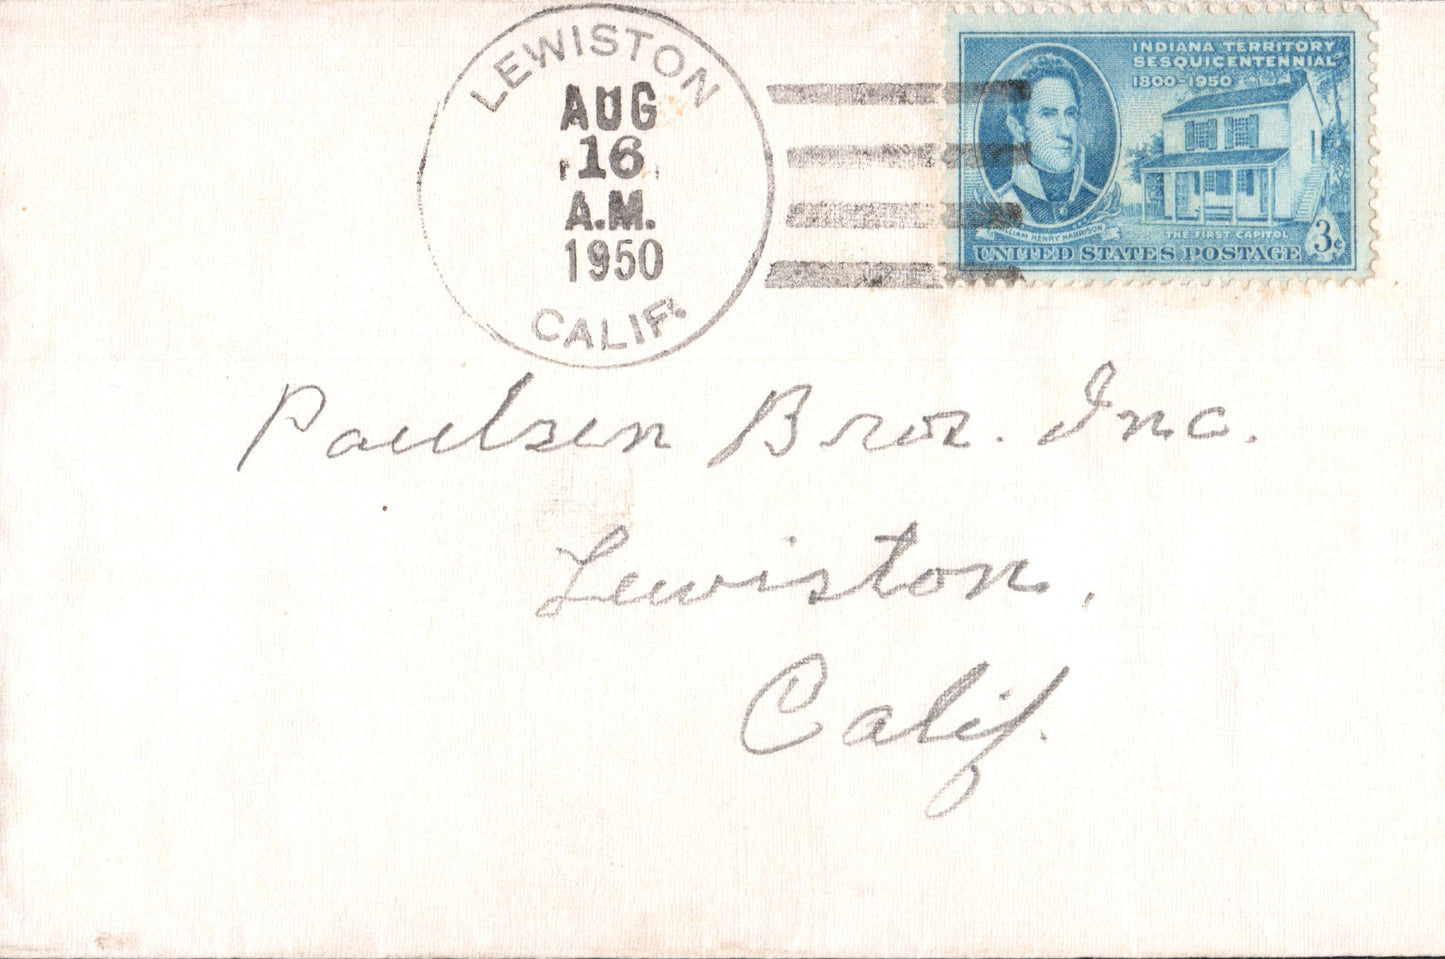 LEWISTON
AUG
16
A.M.
1950
CALIF.
INDIANA TERRITORY
SESQUICENTENNIAL
1800-1950
WILLIAM HENRY HARRISON
THE FIRST CAPITOL
3¢
UNITED STATES POSTAGE
Paulsen Bros. Inc.
Lewiston,
Calif.